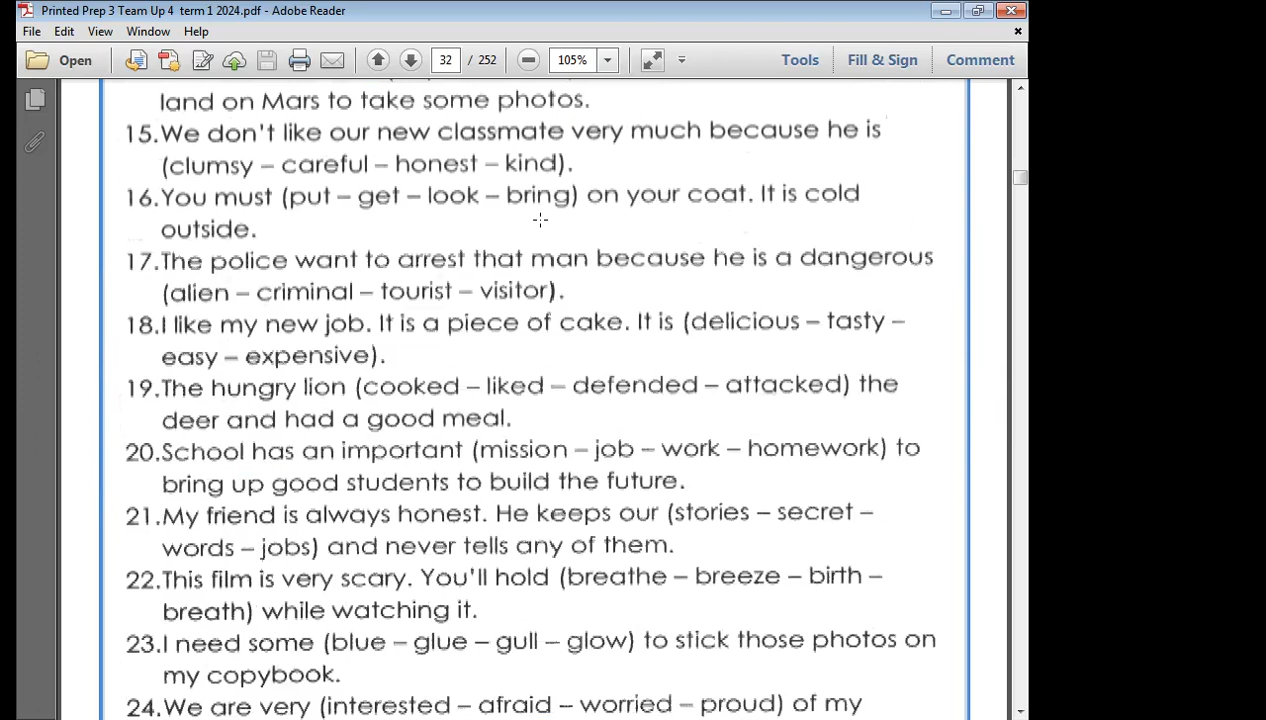 Printed Prep 3 Team Up 4 term 1 2024.pdf - Adobe Reader
File Edit View Window Help
Open 32 / 252 105% Tools Fill & Sign Comment
land on Mars to take some photos.
15.We don't like our new classmate very much because he is
(clumsy – careful – honest – kind).
16.You must (put – get – look – bring) on your coat. It is cold
outside.
17.The police want to arrest that man because he is a dangerous
(alien – criminal – tourist – visitor).
18.I like my new job. It is a piece of cake. It is (delicious – tasty –
easy – expensive).
19.The hungry lion (cooked – liked – defended – attacked) the
deer and had a good meal.
20.School has an important (mission – job – work – homework) to
bring up good students to build the future.
21.My friend is always honest. He keeps our (stories – secret –
words – jobs) and never tells any of them.
22.This film is very scary. You'll hold (breathe – breeze – birth –
breath) while watching it.
23.I need some (blue – glue – gull – glow) to stick those photos on
my copybook.
24.We are very (interested – afraid – worried – proud) of my